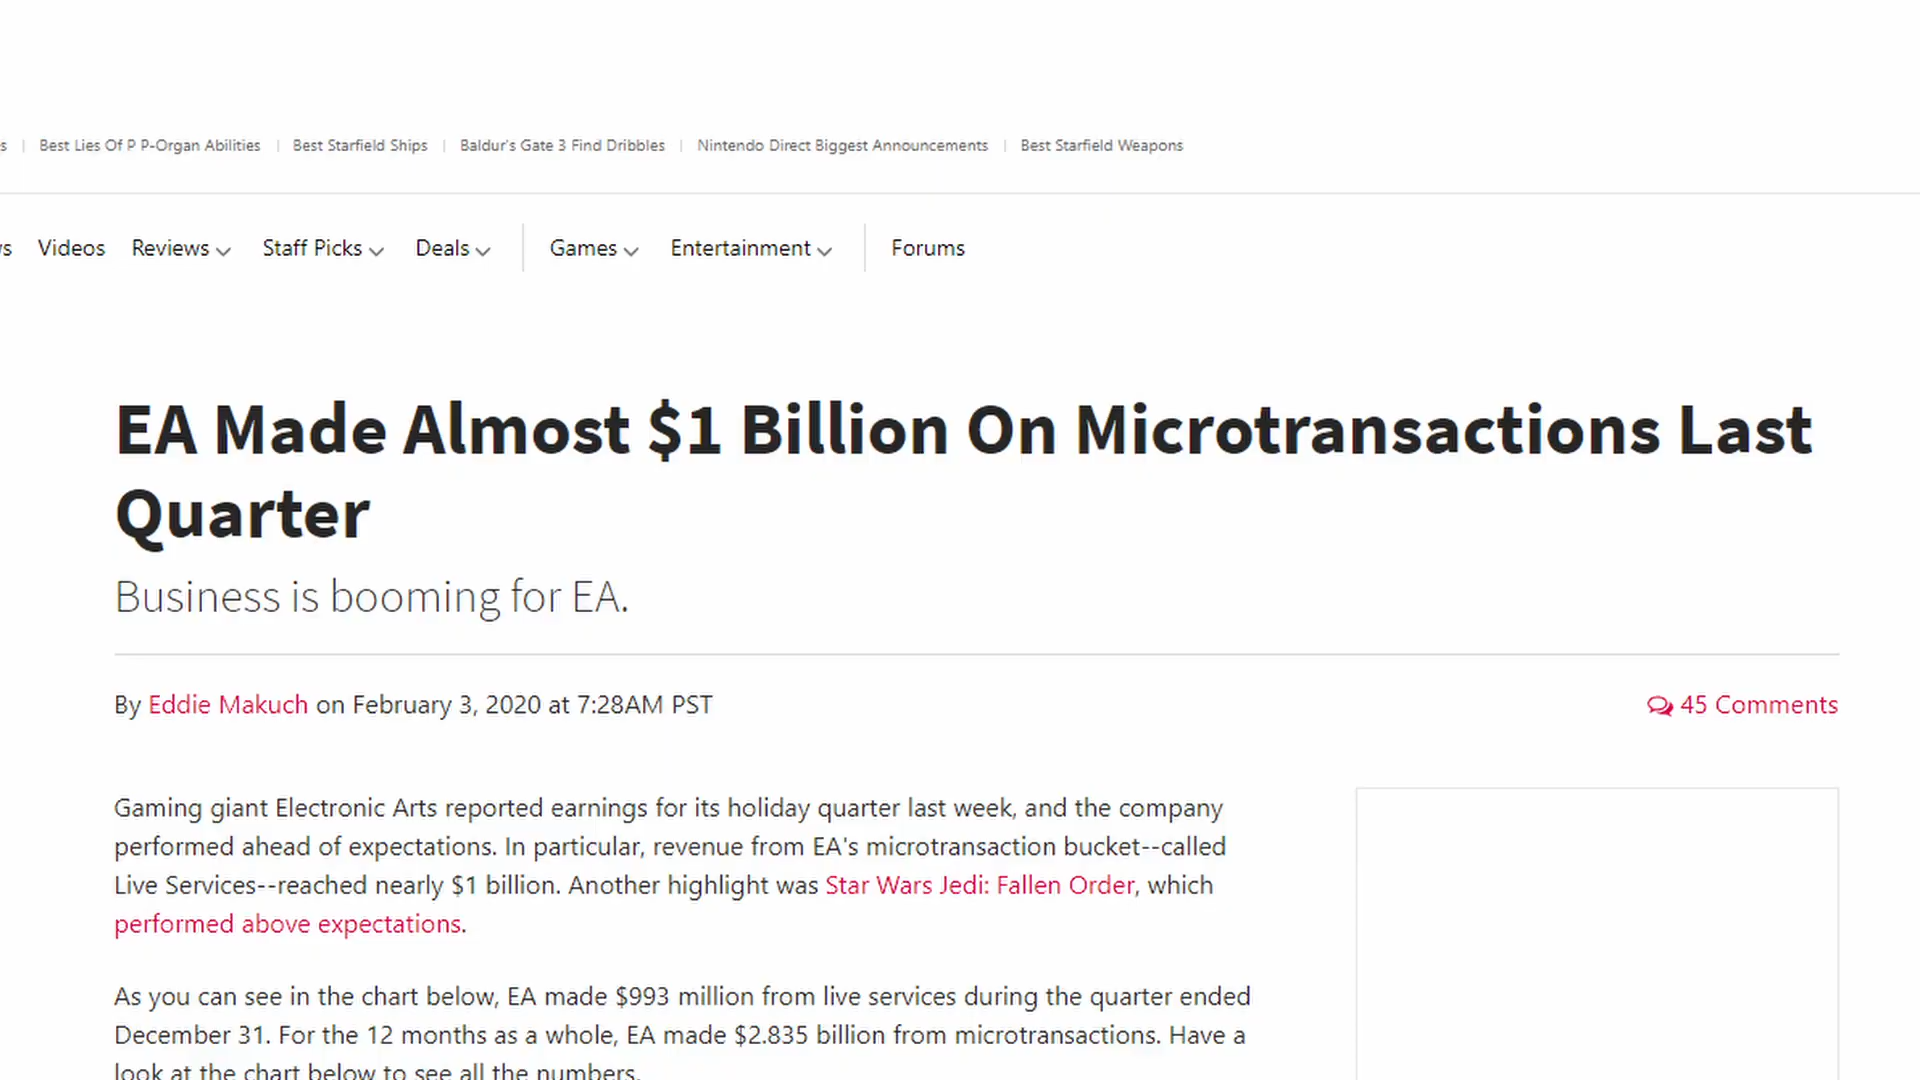 s | Best Lies Of P P-Organ Abilities | Best Starfield Ships | Baldur's Gate 3 Find Dribbles | Nintendo Direct Biggest Announcements | Best Starfield Weapons
s Videos Reviews Staff Picks Deals Games Entertainment Forums
EA Made Almost $1 Billion On Microtransactions Last
Quarter
Business is booming for EA.
By Eddie Makuch on February 3, 2020 at 7:28AM PST
45 Comments
Gaming giant Electronic Arts reported earnings for its holiday quarter last week, and the company
performed ahead of expectations. In particular, revenue from EA's microtransaction bucket--called
Live Services--reached nearly $1 billion. Another highlight was Star Wars Jedi: Fallen Order, which
performed above expectations.
As you can see in the chart below, EA made $993 million from live services during the quarter ended
December 31. For the 12 months as a whole, EA made $2.835 billion from microtransactions. Have a
look at the chart below to see all the numbers.